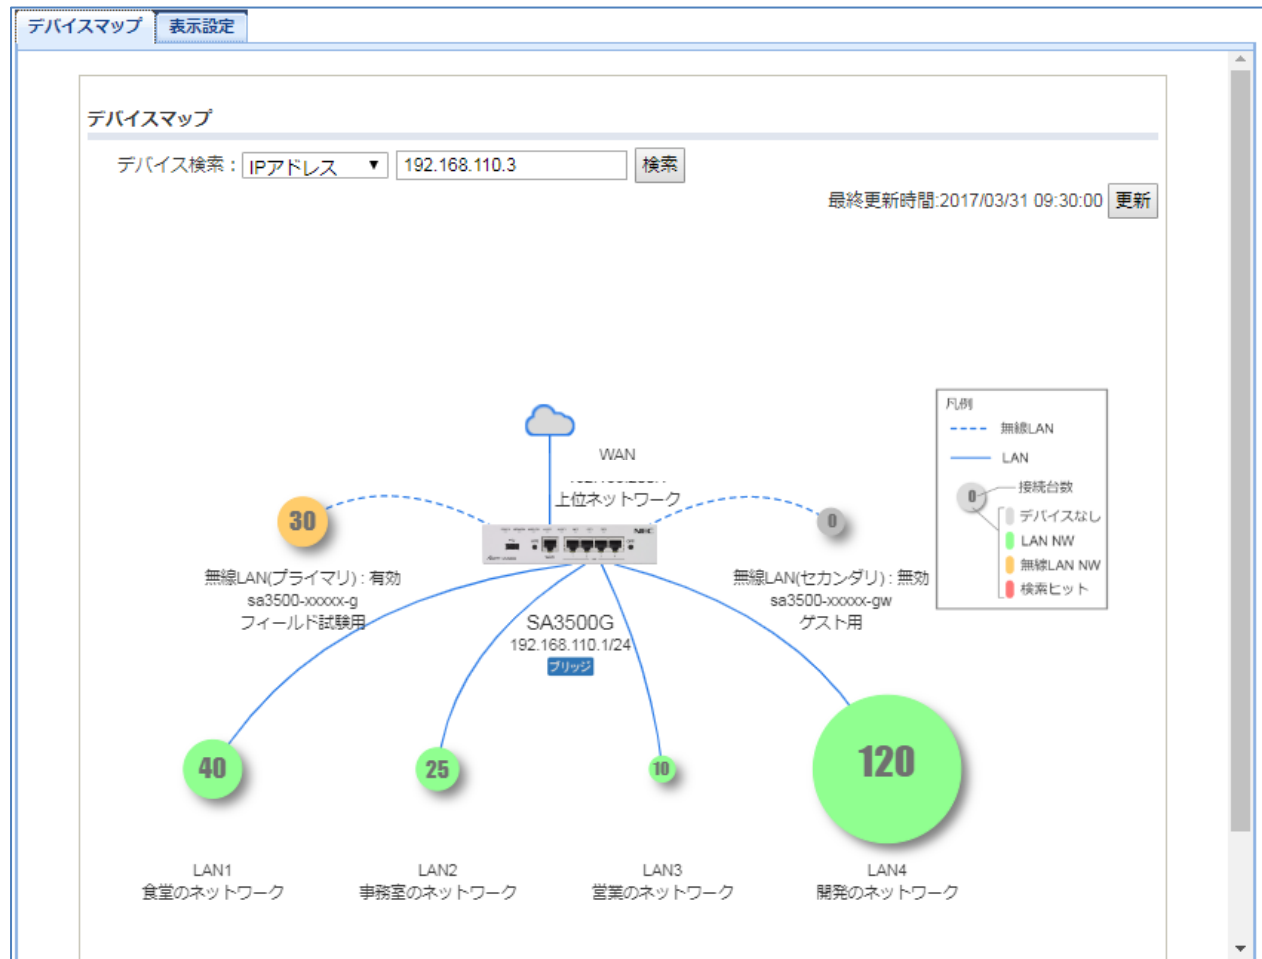 デバイスマップ 表示設定
デバイスマップ
デバイス検索 : IPアドレス ▼ 192.168.110.3 検索
最終更新時間:2017/03/31 09:30:00 更新
凡例
無線LAN
LAN
0 接続台数
デバイスなし
LAN NW
無線LAN NW
検索ヒット
WAN
上位ネットワーク
30
0
NEC
無線LAN(プライマリ) : 有効
sa3500-xxxxx-g
フィールド試験用
無線LAN(セカンダリ) : 無効
sa3500-xxxxx-gw
ゲスト用
SA3500G
192.168.110.1/24
ブリッジ
40
25
10
120
LAN1
食堂のネットワーク
LAN2
事務室のネットワーク
LAN3
営業のネットワーク
LAN4
開発のネットワーク